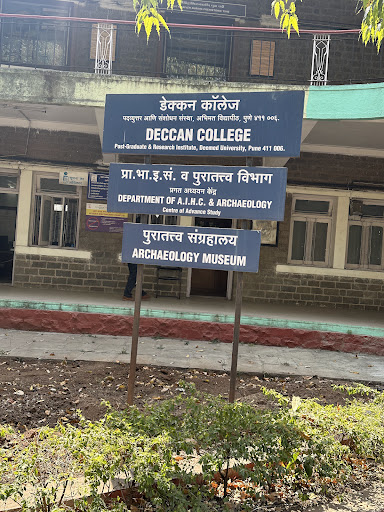 डेक्कन कॉलेज
पदव्युत्तर आणि संशोधन संस्था, अभिमत विद्यापीठ, पुणे ४११ ००६.
DECCAN COLLEGE
Post-Graduate & Research Institute, Deemed University, Pune 411 006.
प्रा.भा.इ.सं. व पुरातत्त्व विभाग
प्रगत अध्ययन केंद्र
DEPARTMENT OF A.I.H.C. & ARCHAEOLOGY
Centre of Advance Study
पुरातत्त्व संग्रहालय
ARCHAEOLOGY MUSEUM